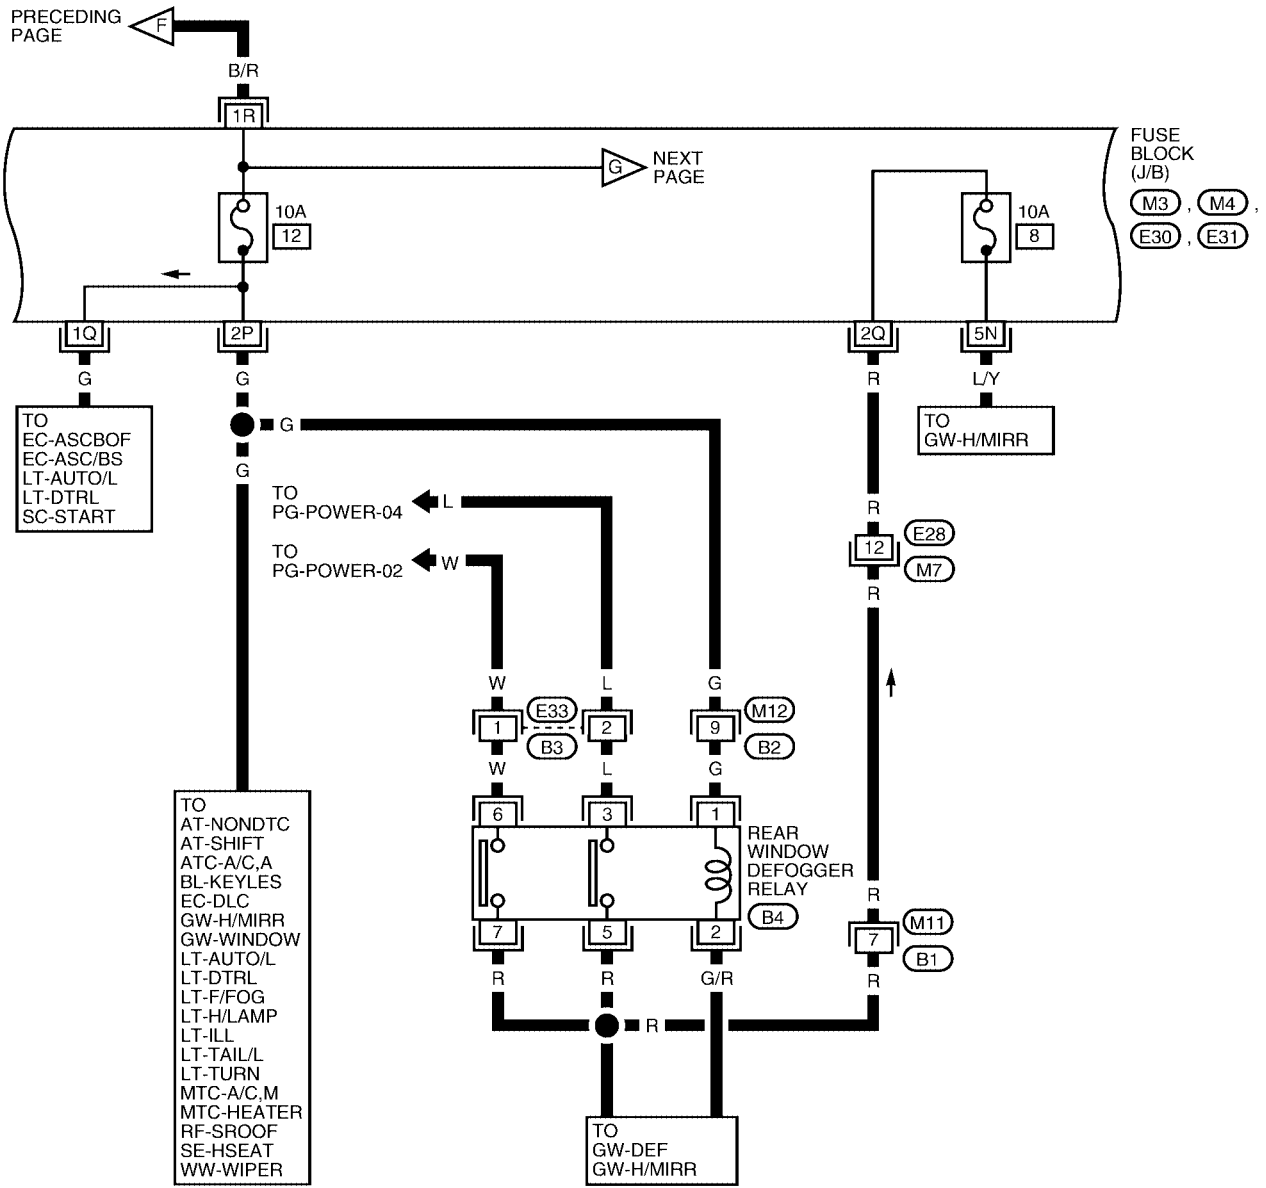 PRECEDING
PAGE
F
B/R
1R
FUSE
BLOCK
(J/B)
M3 , M4 ,
E30 , E31
G
NEXT
PAGE
10A
12
10A
8
1Q
2P
2Q
5N
G
G
R
L/Y
TO
EC-ASCBOF
EC-ASC/BS
LT-AUTO/L
LT-DTRL
SC-START
G
G
TO
GW-H/MIRR
TO
PG-POWER-04
L
TO
PG-POWER-02
W
R
12
E28
M7
R
W
L
G
1
E33
B3
2
9
M12
B2
W
L
G
6
3
1
REAR
WINDOW
DEFOGGER
RELAY
B4
7
5
2
R
R
G/R
R
R
7
M11
B1
R
TO
AT-NONDTC
AT-SHIFT
ATC-A/C,A
BL-KEYLES
EC-DLC
GW-H/MIRR
GW-WINDOW
LT-AUTO/L
LT-DTRL
LT-F/FOG
LT-H/LAMP
LT-ILL
LT-TAIL/L
LT-TURN
MTC-A/C,M
MTC-HEATER
RF-SROOF
SE-HSEAT
WW-WIPER
TO
GW-DEF
GW-H/MIRR